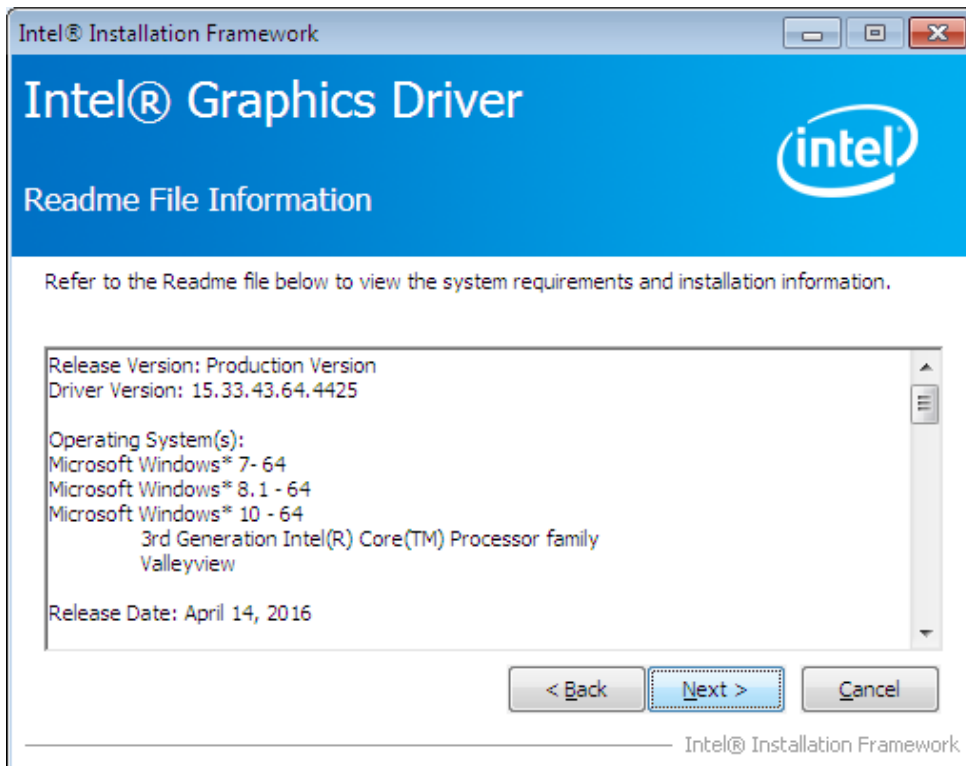 Intel® Installation Framework
Intel® Graphics Driver
intel®
Readme File Information
Refer to the Readme file below to view the system requirements and installation information.
Release Version: Production Version
Driver Version: 15.33.43.64.4425
Operating System(s):
Microsoft Windows* 7- 64
Microsoft Windows* 8.1 - 64
Microsoft Windows* 10 - 64
3rd Generation Intel(R) Core(TM) Processor family
Valleyview
Release Date: April 14, 2016
< Back
Next >
Cancel
Intel® Installation Framework